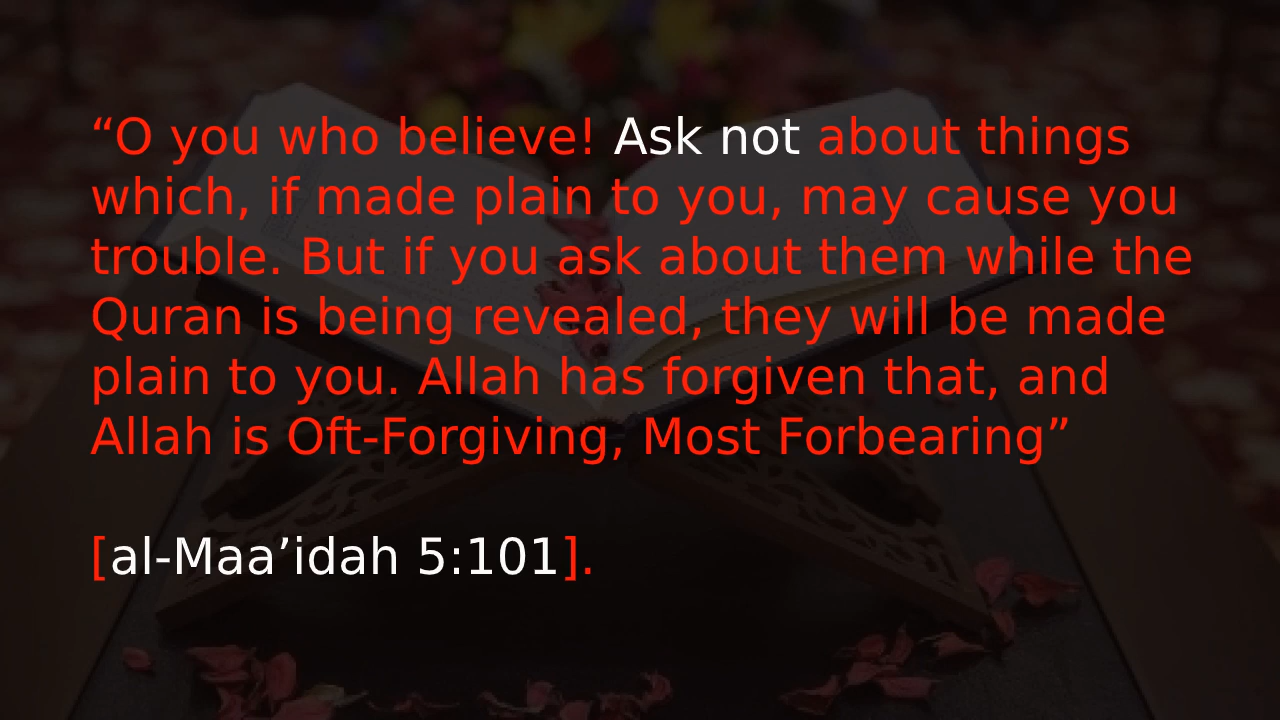 “O you who believe! Ask not about things
which, if made plain to you, may cause you
trouble. But if you ask about them while the
Quran is being revealed, they will be made
plain to you. Allah has forgiven that, and
Allah is Oft-Forgiving, Most Forbearing”
[al-Maa’idah 5:101].